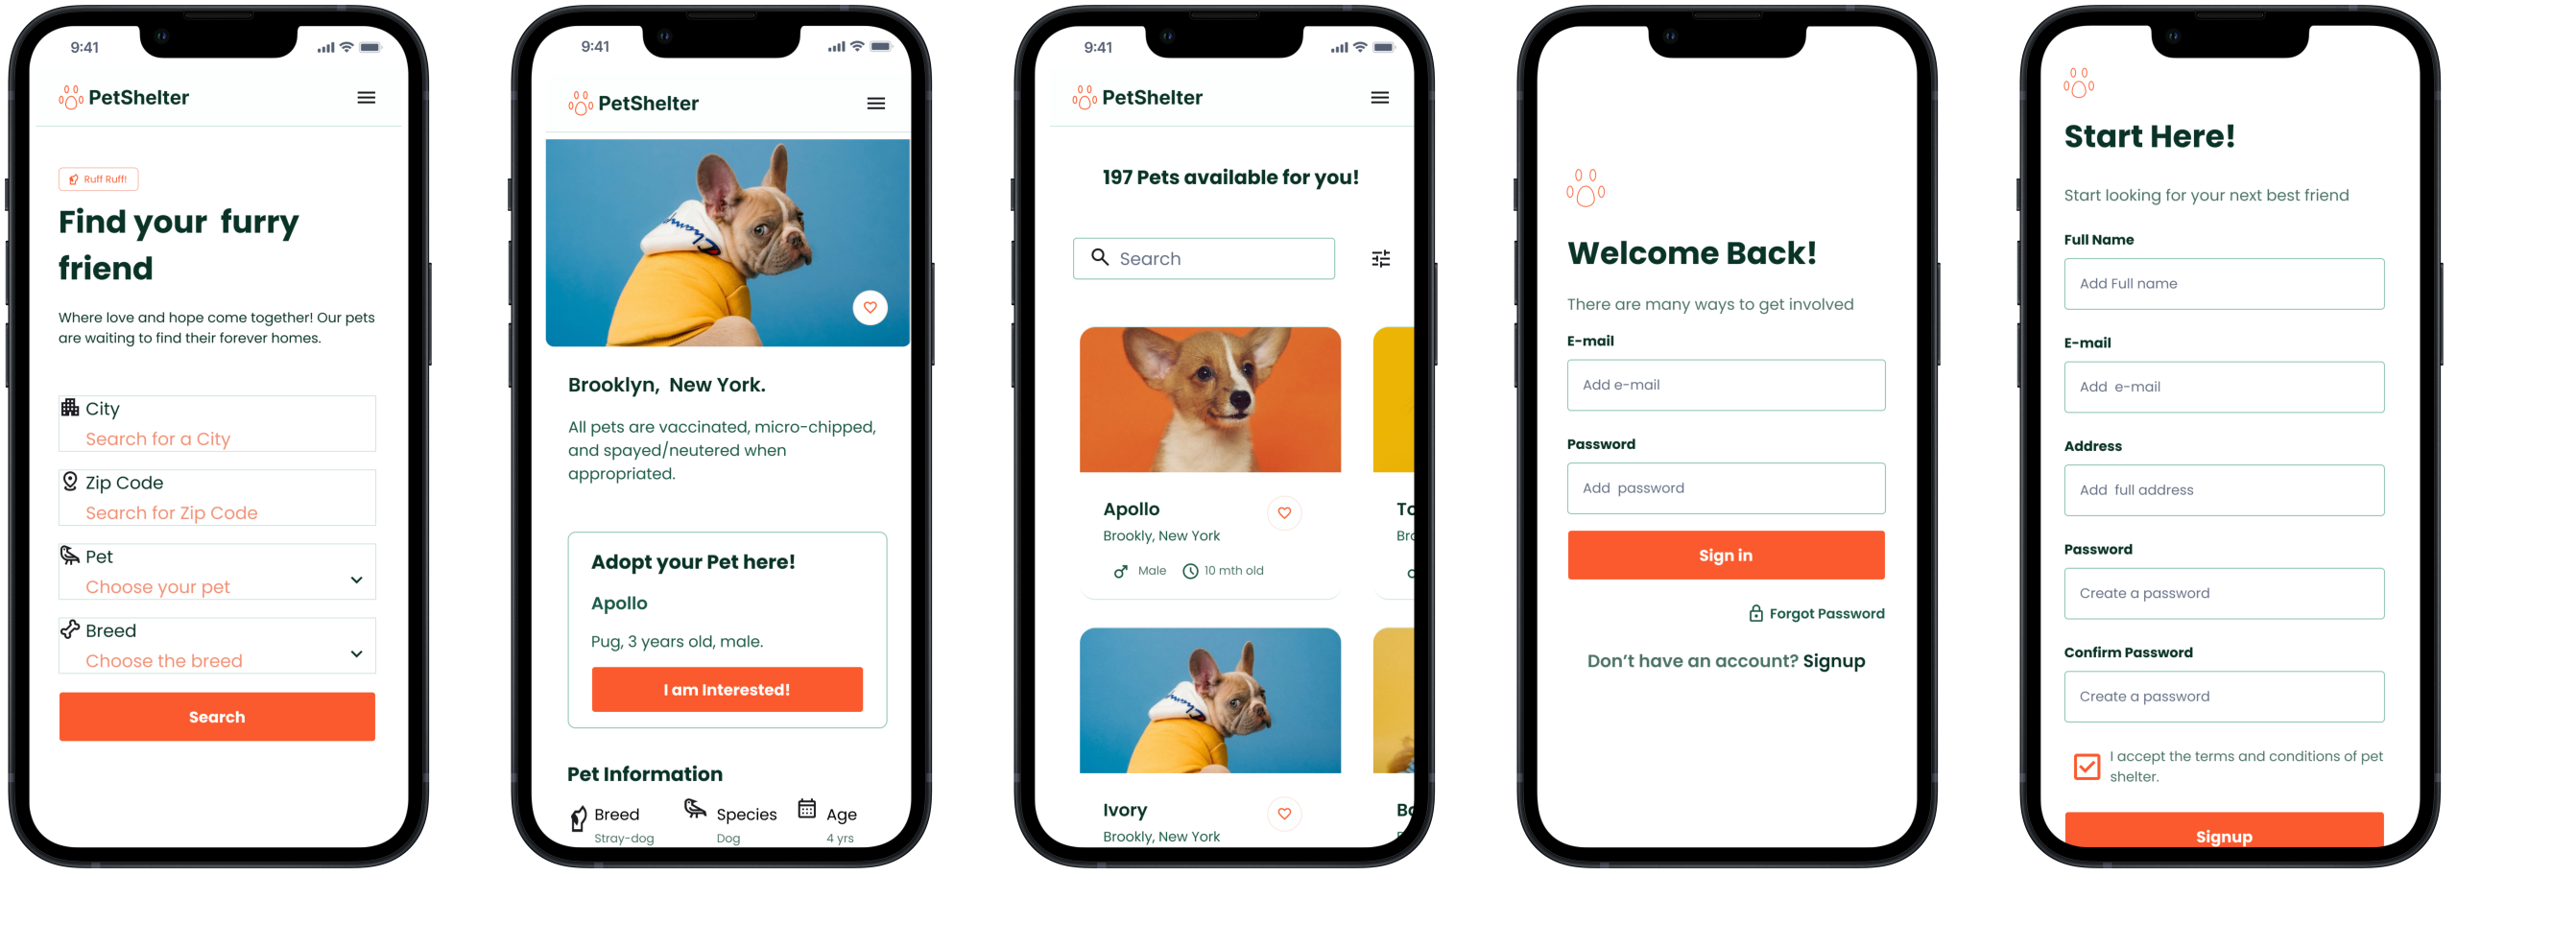 9:41
PetShelter
Ruff Ruff!
Find your furry
friend
Where love and hope come together! Our pets
are waiting to find their forever homes.
City
Search for a City
Zip Code
Search for Zip Code
Pet
Choose your pet
Breed
Choose the breed
Search
9:41
PetShelter
Brooklyn, New York.
All pets are vaccinated, micro-chipped,
and spayed/neutered when
appropriated.
Adopt your Pet here!
Apollo
Pug, 3 years old, male.
I am Interested!
Pet Information
Breed Species Age
Stray-dog Dog 4 yrs
9:41
PetShelter
197 Pets available for you!
Search
Apollo
Brookly, New York
Male 10 mth old
Ivory
Brookly, New York
Welcome Back!
There are many ways to get involved
E-mail
Add e-mail
Password
Add password
Sign in
Forgot Password
Don't have an account? Signup
Start Here!
Start looking for your next best friend
Full Name
Add Full name
E-mail
Add e-mail
Address
Add full address
Password
Create a password
Confirm Password
Create a password
I accept the terms and conditions of pet
shelter.
Signup